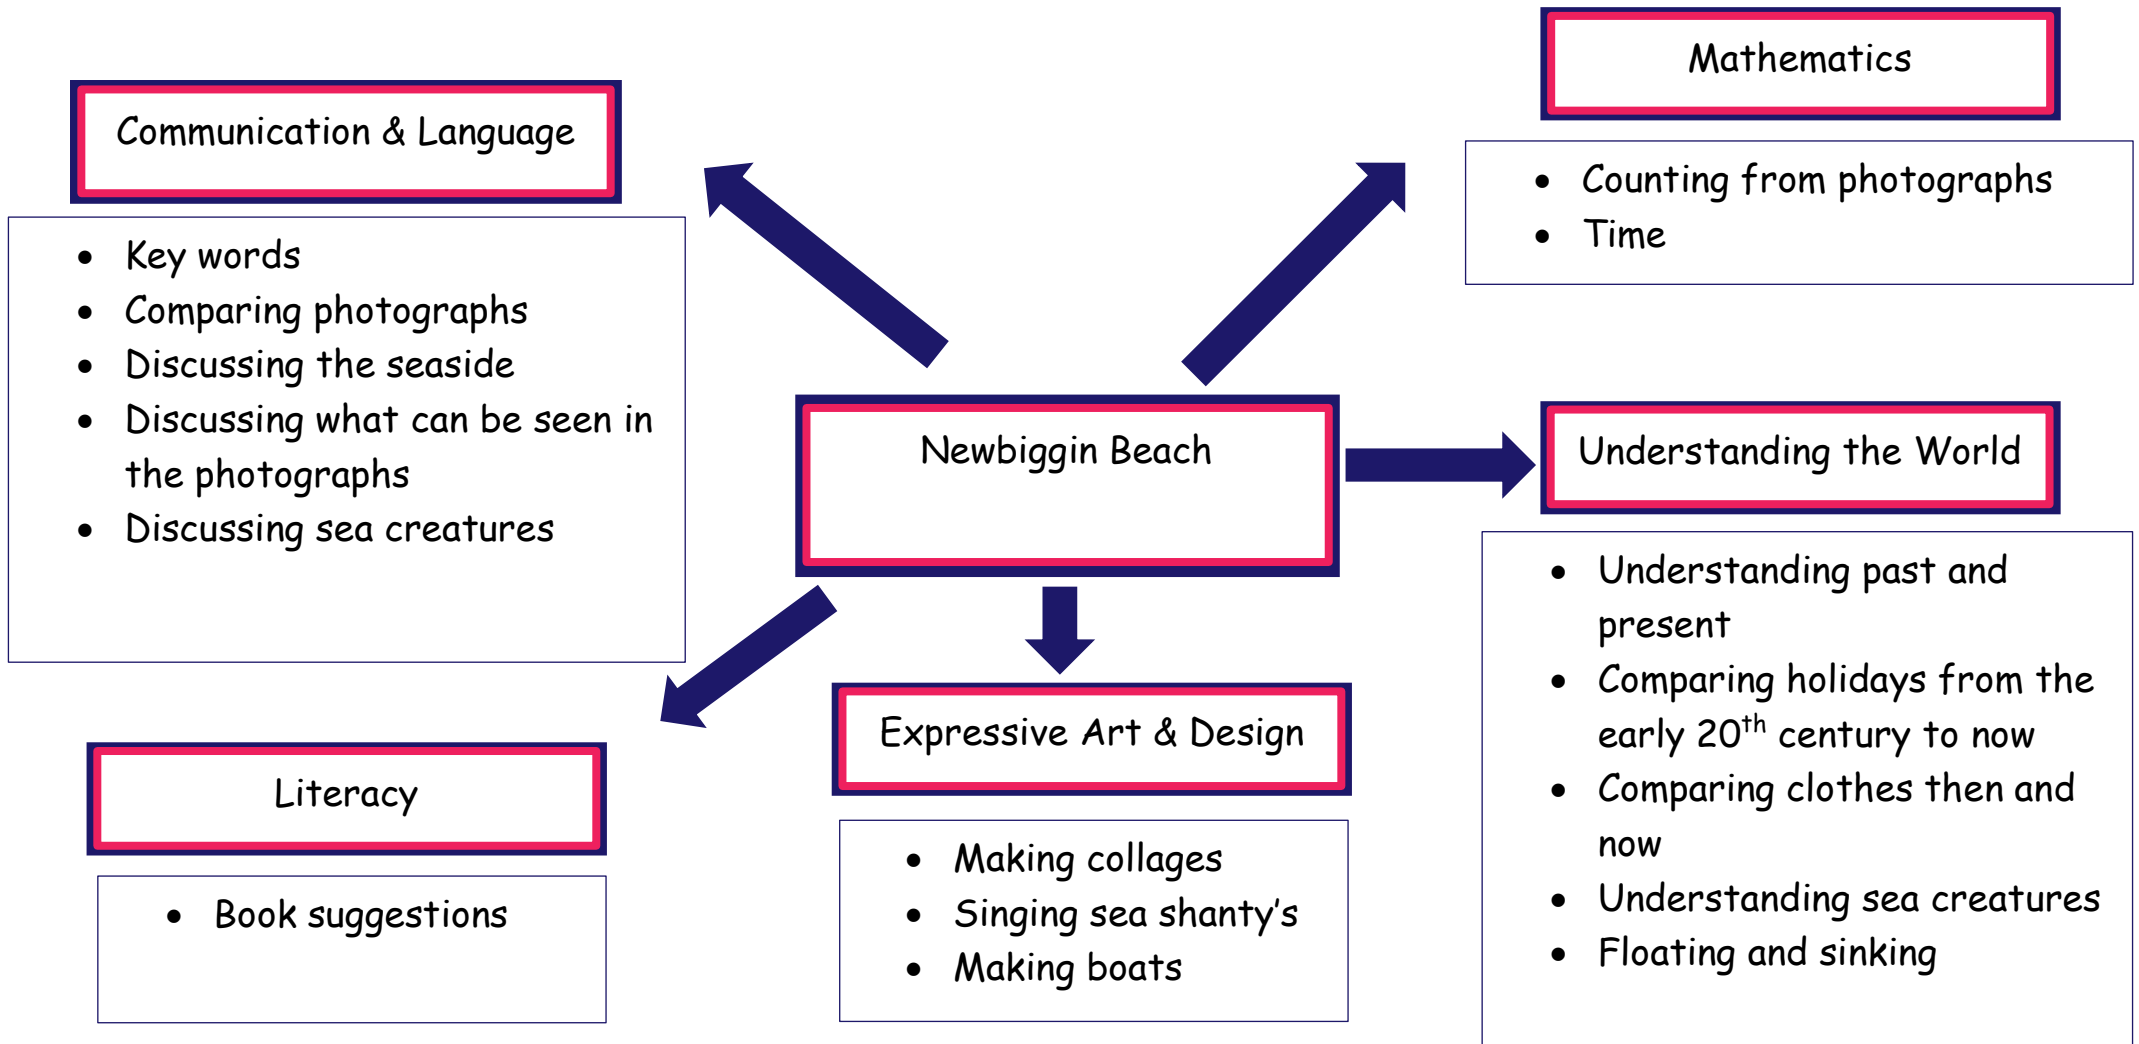 Communication & Language
• Key words
• Comparing photographs
• Discussing the seaside
• Discussing what can be seen in
the photographs
• Discussing sea creatures
Mathematics
• Counting from photographs
• Time
Newbiggin Beach
Understanding the World
• Understanding past and
present
• Comparing holidays from the
early 20th century to now
• Comparing clothes then and
now
• Understanding sea creatures
• Floating and sinking
Literacy
• Book suggestions
Expressive Art & Design
• Making collages
• Singing sea shanty's
• Making boats